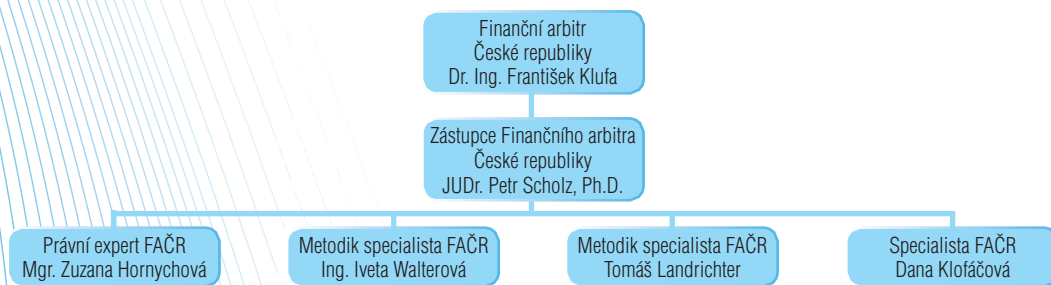 Finanční arbitr
České republiky
Dr. Ing. František Klufa
Zástupce Finančního arbitra
České republiky
JUDr. Petr Scholz, Ph.D.
Právní expert FAČR
Mgr. Zuzana Hornychová
Metodik specialista FAČR
Ing. Iveta Walterová
Metodik specialista FAČR
Tomáš Landrichter
Specialista FAČR
Dana Klofáčová